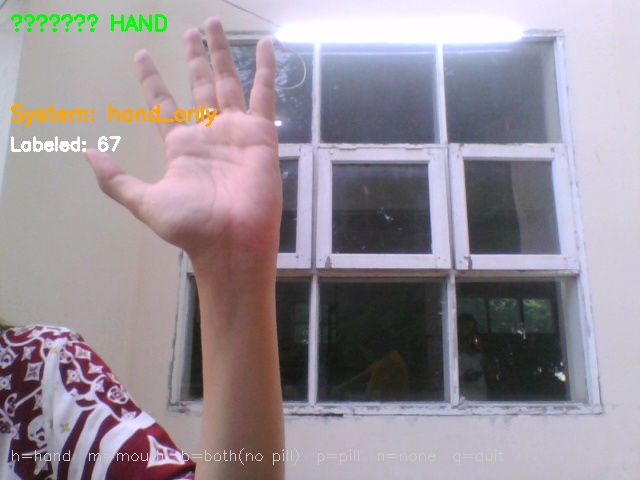 ??????? HAND
System: hand_only
Labeled: 67
h=hand m=mouth b=both(no pill) p=pill n=none q=quit